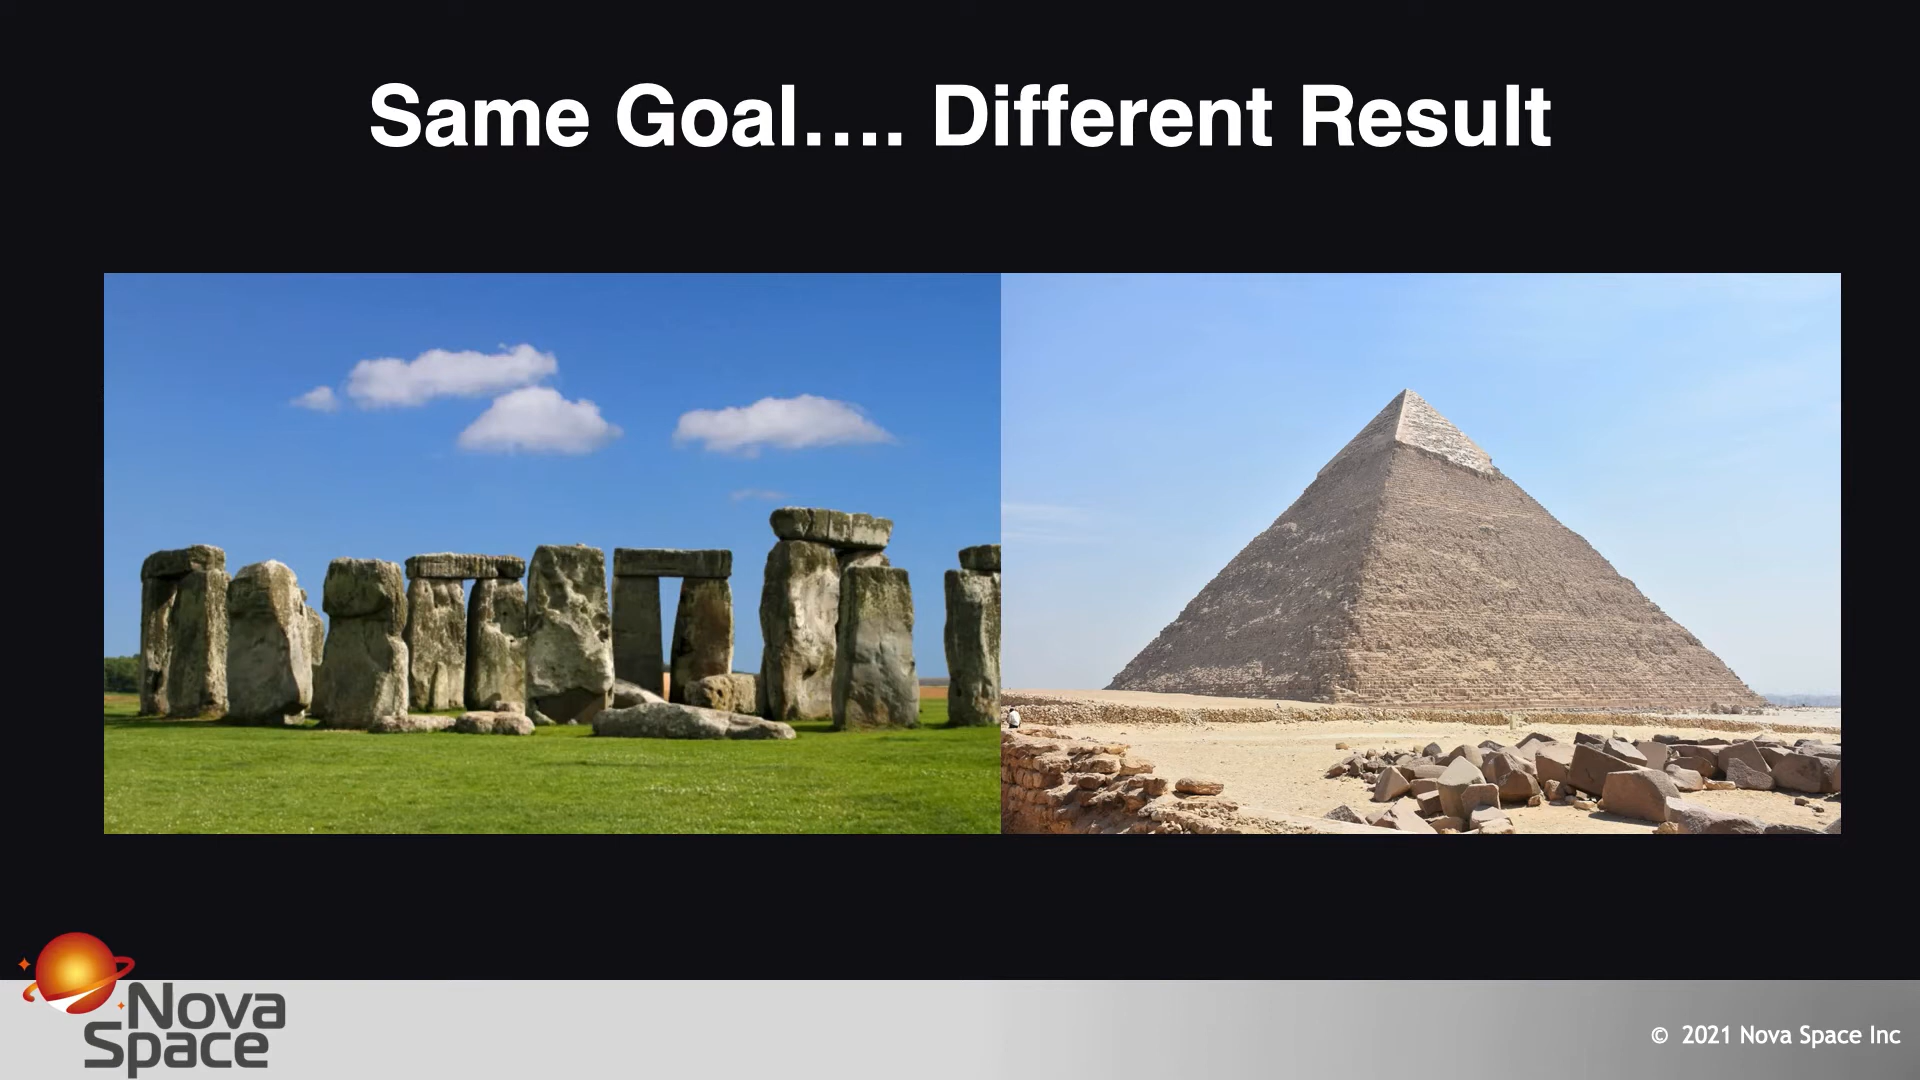 Same Goal…. Different Result
Nova
Space
© 2021 Nova Space Inc